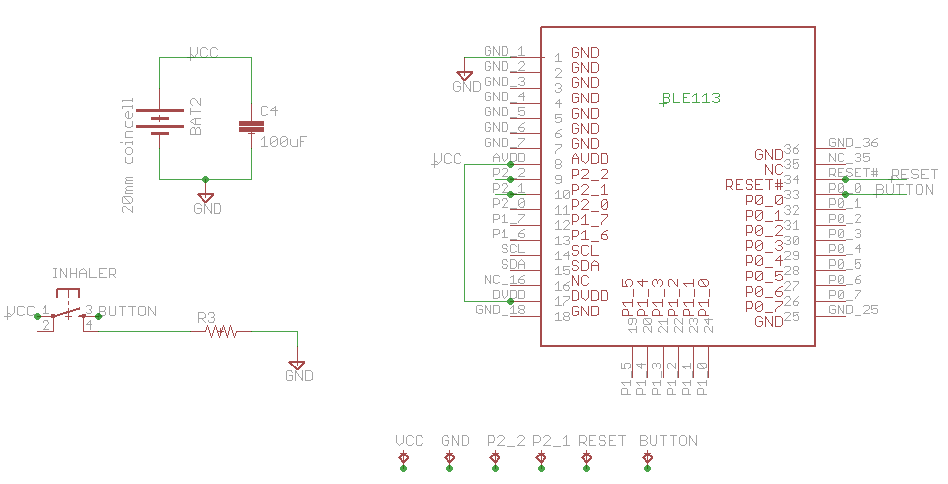 VCC
20mm coincell
BAT2
C4
100uF
GND
INHALER
VCC 1 3 BUTTON
2 4
R3
GND
BLE113
GND_1 1 GND
GND_2 2 GND
GND_3 3 GND
GND_4 4 GND
GND_5 5 GND
GND_6 6 GND
GND_7 7 GND
AVDD 8 AVDD
P2_2 9 P2_2
P2_1 10 P2_1
P2_0 11 P2_0
P1_7 12 P1_7
P1_6 13 P1_6
SCL 14 SCL
SDA 15 SDA
NC_16 16 NC
DVDD 17 DVDD
GND_18 18 GND
GND
VCC
GND 36 GND_36
NC 35 NC_35
RESET# 34 RESET# RESET
P0_0 33 P0_0 BUTTON
P0_1 32 P0_1
P0_2 31 P0_2
P0_3 30 P0_3
P0_4 29 P0_4
P0_5 28 P0_5
P0_6 27 P0_6
P0_7 26 P0_7
GND 25 GND_25
P1_5 19 P1_5
P1_4 20 P1_4
P1_3 21 P1_3
P1_2 22 P1_2
P1_1 23 P1_1
P1_0 24 P1_0
VCC GND P2_2 P2_1 RESET BUTTON